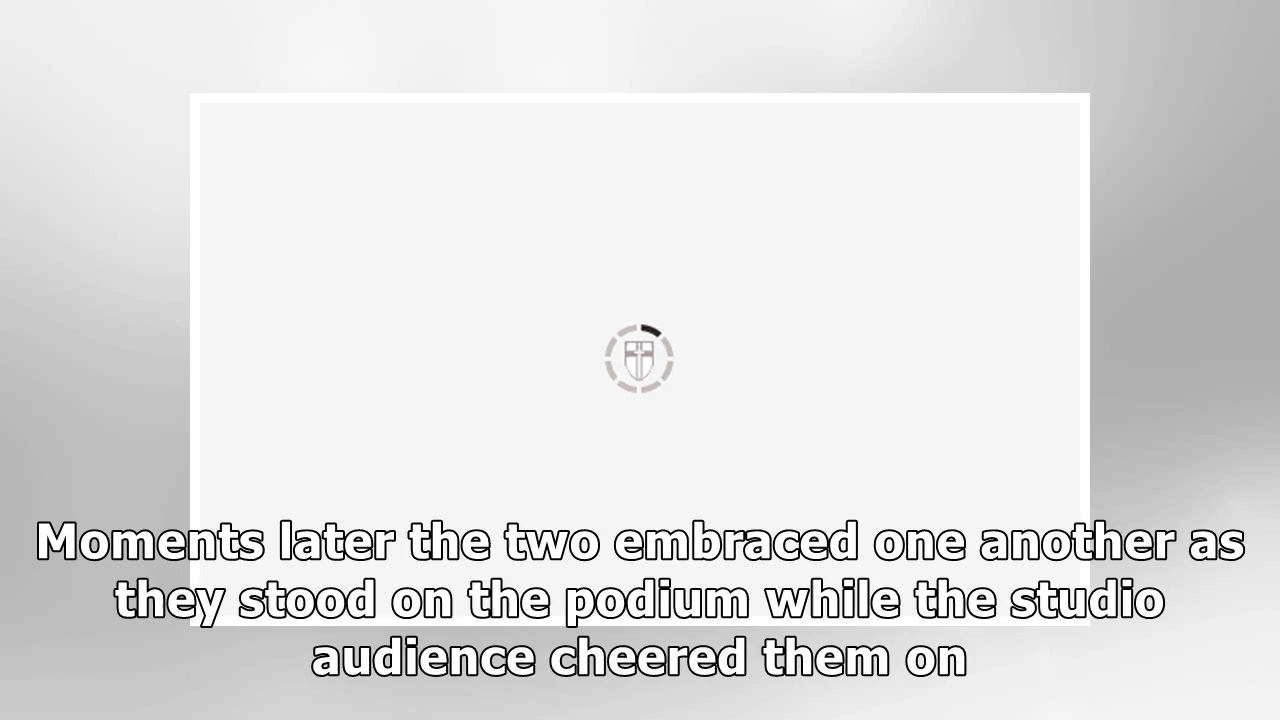 Moments later the two embraced one another as
they stood on the podium while the studio
audience cheered them on